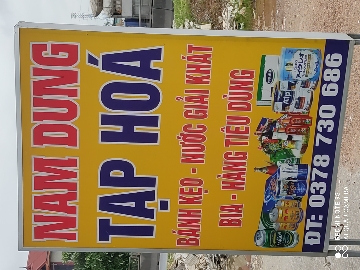 NAM DUNG
TẠP HOÁ
BÁNH KẸO - NƯỚC GIẢI KHÁT
BIA - HÀNG TIÊU DÙNG
ĐT: 0378 730 686